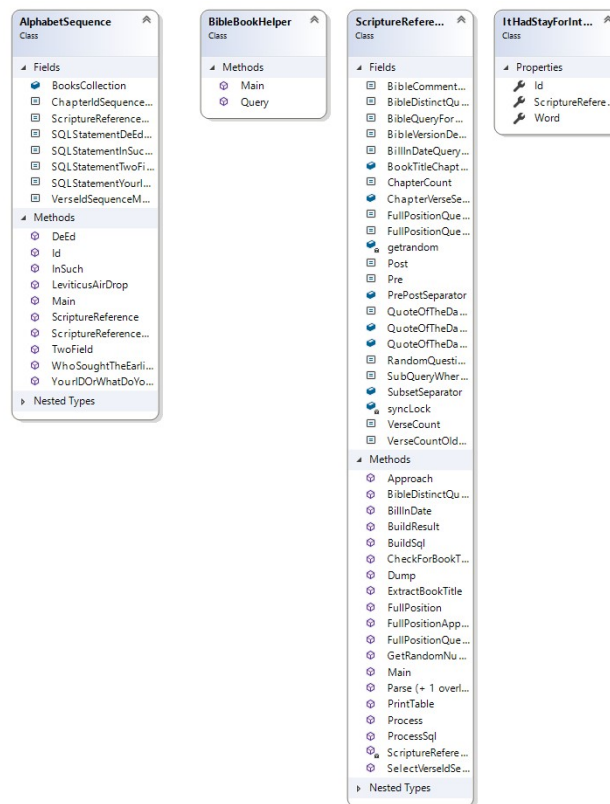 AlphabetSequence
Class
Fields
BooksCollection
ChapterIdSequence...
ScriptureReference...
SQLStatementDeEd...
SQLStatementInSuc...
SQLStatementTwoFi...
SQLStatementYourI...
VerseIdSequenceM...
Methods
DeEd
Id
InSuch
LeviticusAirDrop
Main
ScriptureReference
ScriptureReference...
TwoField
WhoSoughtTheEarli...
YourIDOrWhatDoYo...
Nested Types
BibleBookHelper
Class
Methods
Main
Query
ScriptureRefere...
Class
Fields
BibleComment...
BibleDistinctQu...
BibleQueryFor...
BibleVersionDe...
BillInDateQuery...
BookTitleChapt...
ChapterCount
ChapterVerseSe...
FullPositionQue...
FullPositionQue...
getrandom
Post
Pre
PrePostSeparator
QuoteOfTheDa...
QuoteOfTheDa...
QuoteOfTheDa...
RandomQuesti...
SubQueryWher...
SubsetSeparator
syncLock
VerseCount
VerseCountOld...
Methods
Approach
BibleDistinctQu...
BillInDate
BuildResult
BuildSql
CheckForBookT...
Dump
ExtractBookTitle
FullPosition
FullPositionApp...
FullPositionQue...
GetRandomNu...
Main
Parse (+ 1 overl...
PrintTable
Process
ProcessSql
ScriptureRefere...
SelectVerseIdSe...
Nested Types
ItHadStayForInt...
Class
Properties
Id
ScriptureRefere...
Word